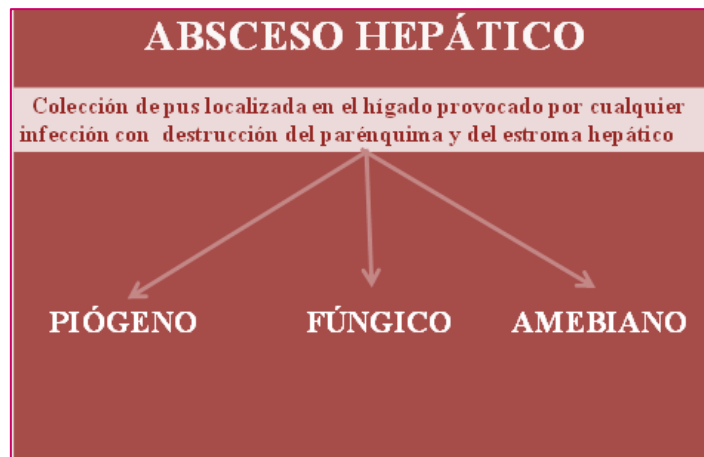 ABSCESO HEPÁTICO
Colección de pus localizada en el hígado provocado por cualquier
infección con destrucción del parénquima y del estroma hepático
PIÓGENO FÚNGICO AMEBIANO